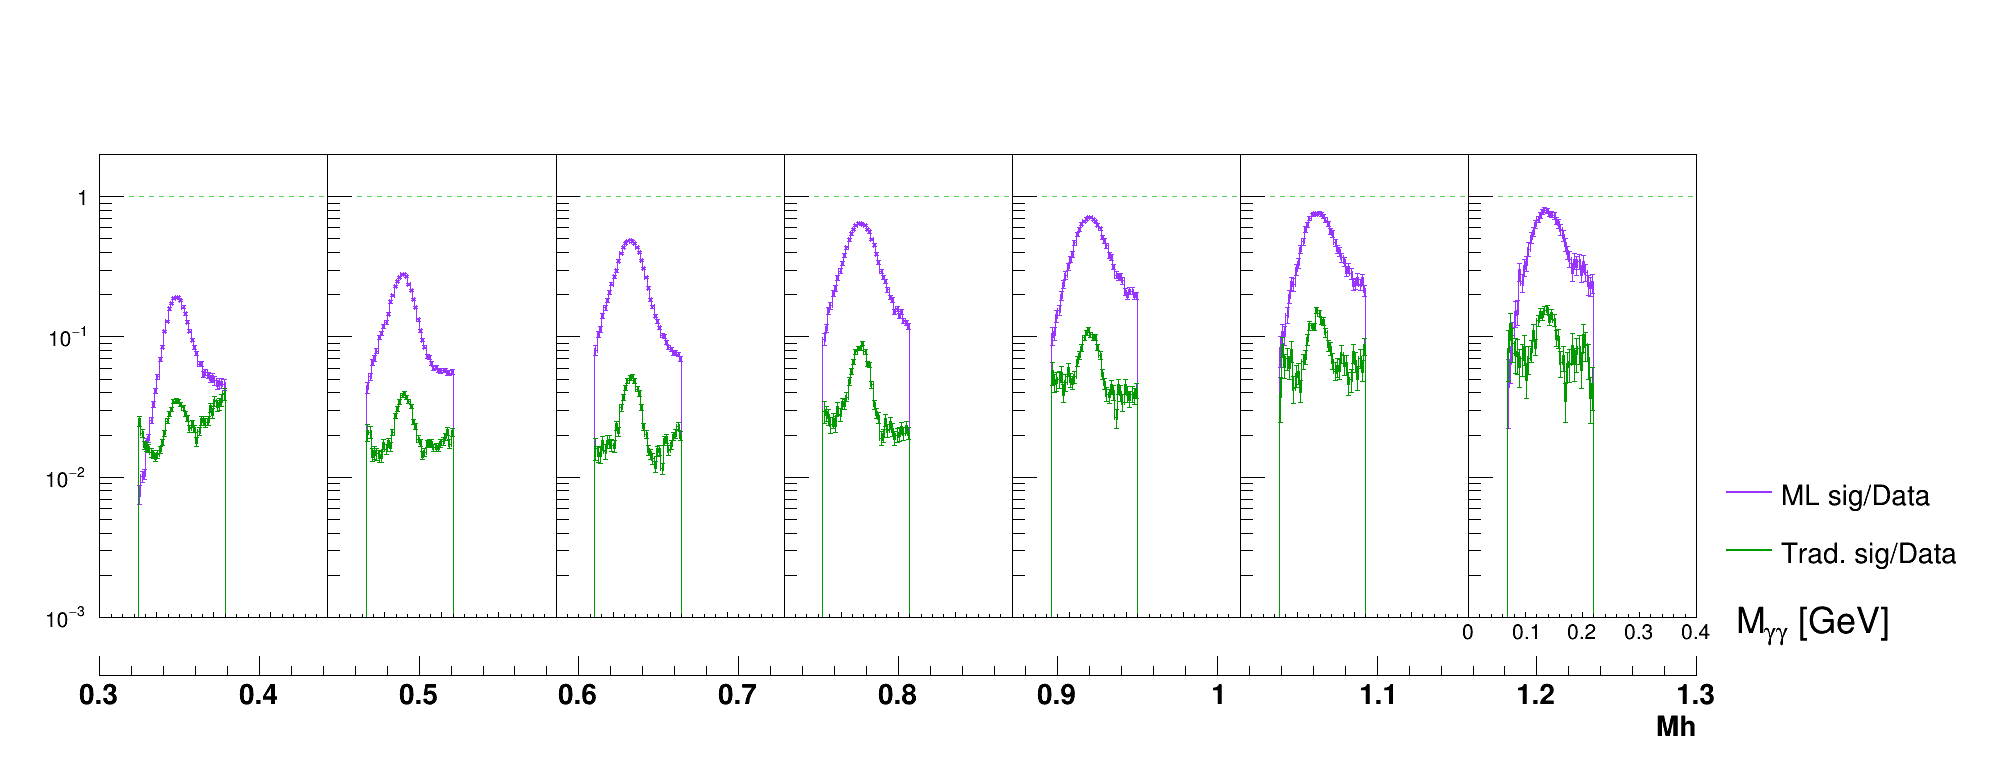 1
10⁻¹
10⁻²
10⁻³
ML sig/Data
Trad. sig/Data
0 0.1 0.2 0.3 0.4
Mγγ [GeV]
0.3 0.4 0.5 0.6 0.7 0.8 0.9 1 1.1 1.2 1.3
Mh